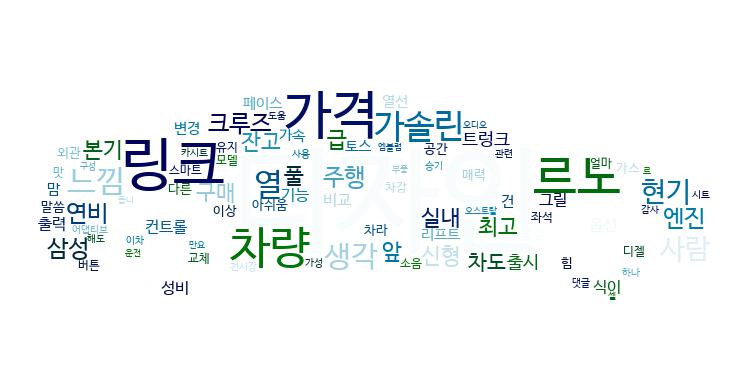 페이스
열선
가격
크루즈
도움
가솔린
오디오
변경
급
트렁크
잔고
가속
토스
엠블럼
본기
링크
유지
모델
사용
공간
관련
외관
카시트
르노
얼마
구성
스마트
열
풀
주행
부품
승기
가스
르
맛
느낌
다른
구매
기능
차감
매력
현기
시트
맘
아쉬움
비교
건
그릴
말씀
연비
이상
실내
오스트랄
감사
출력
어댑티브
컨트롤
차라
좌석
옵션
엔진
디자인
리프트
최고
삼성
해도
이차
만요
차량
생각
앞
신형
사람
버튼
운전
교체
전시장
가성
소음
차도
출시
힘
디젤
성비
댓글
식이
하나